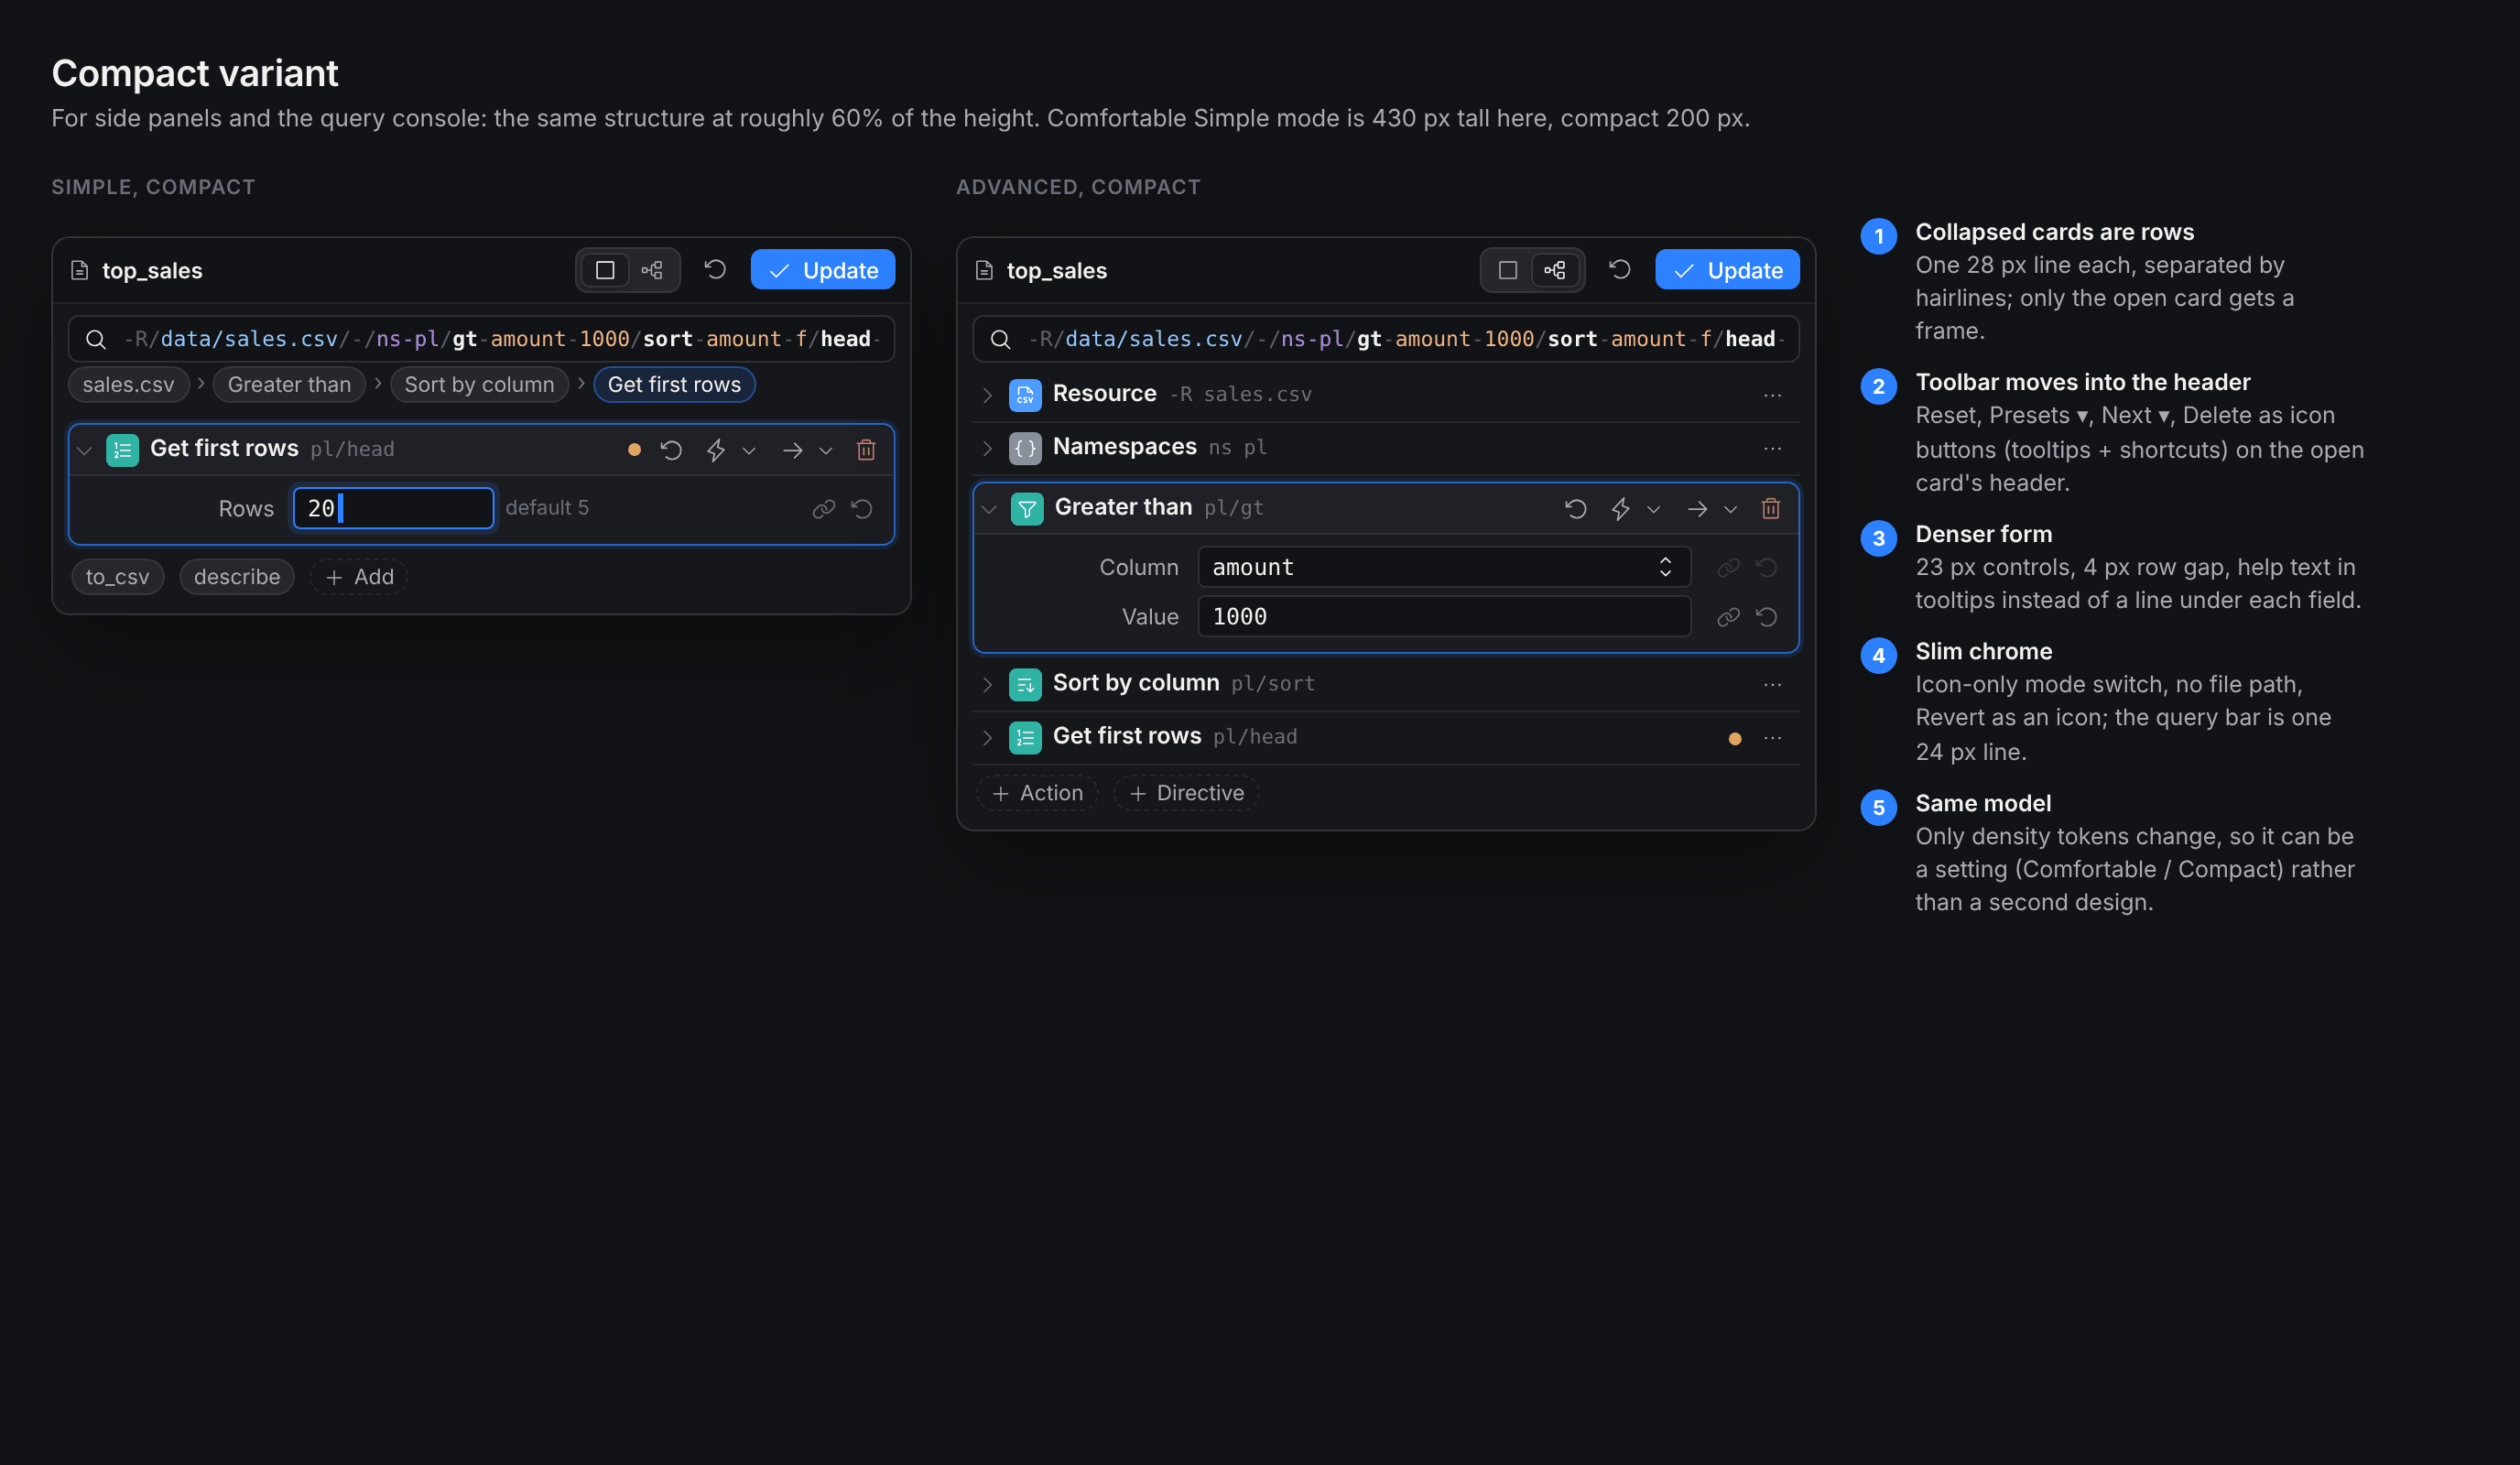 Compact variant
For side panels and the query console: the same structure at roughly 60% of the height. Comfortable Simple mode is 430 px tall here, compact 200 px.
SIMPLE, COMPACT
top_sales
Update
-R/data/sales.csv/-/ns-pl/gt-amount-1000/sort-amount-f/head-
sales.csv › Greater than › Sort by column › Get first rows
Get first rows pl/head
Rows 20 default 5
to_csv describe + Add
ADVANCED, COMPACT
top_sales
Update
-R/data/sales.csv/-/ns-pl/gt-amount-1000/sort-amount-f/head-
CSV
Resource -R sales.csv ...
{} Namespaces ns pl ...
Greater than pl/gt
Column amount
Value 1000
Sort by column pl/sort ...
Get first rows pl/head ...
+ Action + Directive
1 Collapsed cards are rows
One 28 px line each, separated by
hairlines; only the open card gets a
frame.
2 Toolbar moves into the header
Reset, Presets ▾, Next ▾, Delete as icon
buttons (tooltips + shortcuts) on the open
card's header.
3 Denser form
23 px controls, 4 px row gap, help text in
tooltips instead of a line under each field.
4 Slim chrome
Icon-only mode switch, no file path,
Revert as an icon; the query bar is one
24 px line.
5 Same model
Only density tokens change, so it can be
a setting (Comfortable / Compact) rather
than a second design.